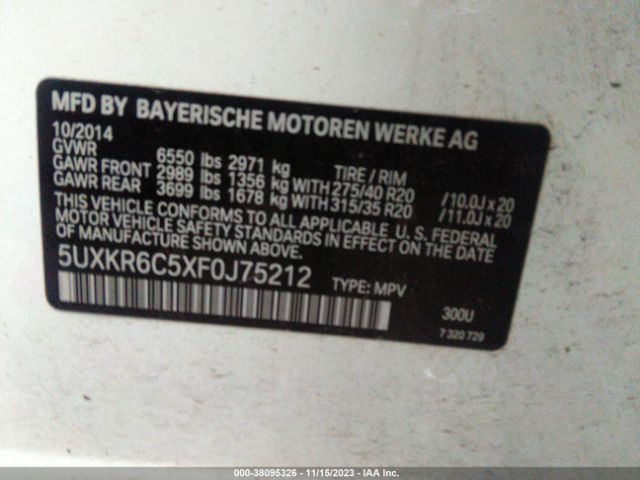 MFD BY BAYERISCHE MOTOREN WERKE AG
10/2014
GVWR 6550 lbs 2971 kg TIRE / RIM
GAWR FRONT 2989 lbs 1356 kg WITH 275/40 R20 /10.0J x 20
GAWR REAR 3699 lbs 1678 kg WITH 315/35 R20 /11.0J x 20
THIS VEHICLE CONFORMS TO ALL APPLICABLE U. S. FEDERAL
MOTOR VEHICLE SAFETY STANDARDS IN EFFECT ON THE DATE
OF MANUFACTURE SHOWN ABOVE.
5UXKR6C5XF0J75212 TYPE: MPV 300U
7 320 729
000-38095326 - 11/15/2023 - IAA Inc.